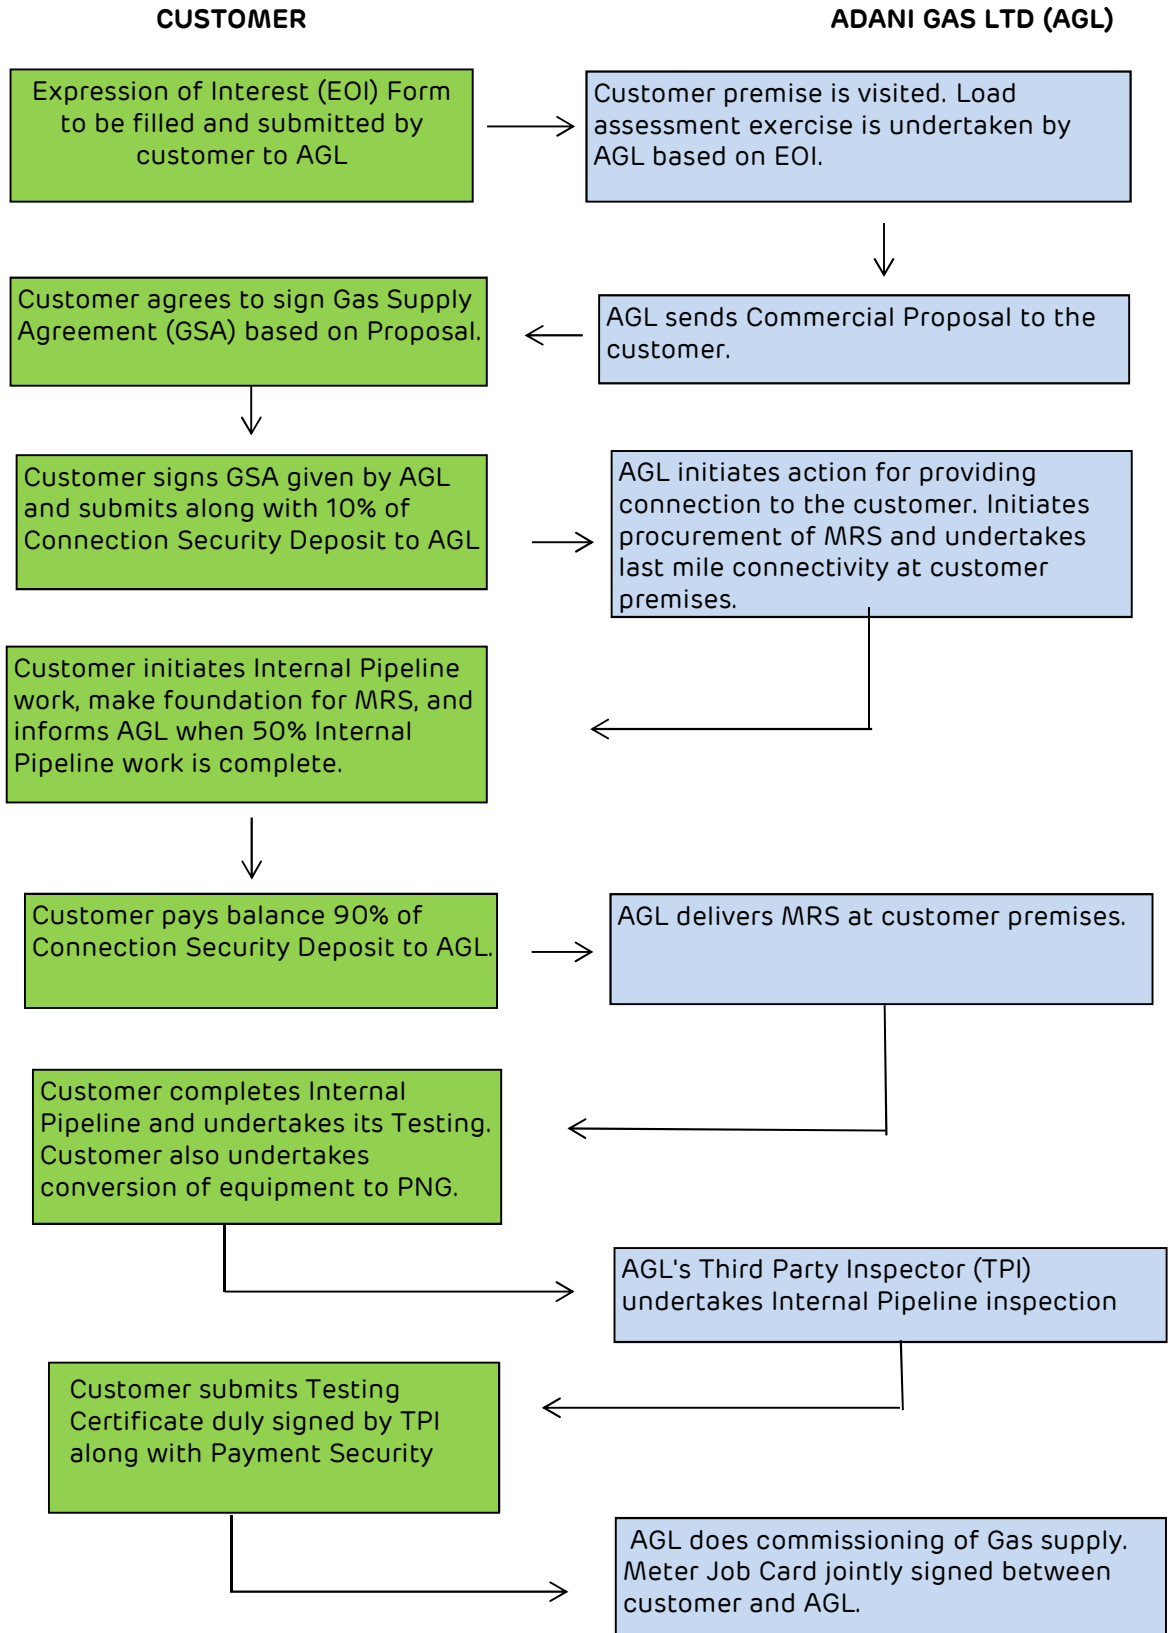 CUSTOMER
ADANI GAS LTD (AGL)
Expression of Interest (EOI) Form
to be filled and submitted by
customer to AGL
Customer premise is visited. Load
assessment exercise is undertaken by
AGL based on EOI.
AGL sends Commercial Proposal to the
customer.
Customer agrees to sign Gas Supply
Agreement (GSA) based on Proposal.
Customer signs GSA given by AGL
and submits along with 10% of
Connection Security Deposit to AGL
AGL initiates action for providing
connection to the customer. Initiates
procurement of MRS and undertakes
last mile connectivity at customer
premises.
Customer initiates Internal Pipeline
work, make foundation for MRS, and
informs AGL when 50% Internal
Pipeline work is complete.
Customer pays balance 90% of
Connection Security Deposit to AGL.
AGL delivers MRS at customer premises.
Customer completes Internal
Pipeline and undertakes its Testing.
Customer also undertakes
conversion of equipment to PNG.
AGL's Third Party Inspector (TPI)
undertakes Internal Pipeline inspection
Customer submits Testing
Certificate duly signed by TPI
along with Payment Security
AGL does commissioning of Gas supply.
Meter Job Card jointly signed between
customer and AGL.